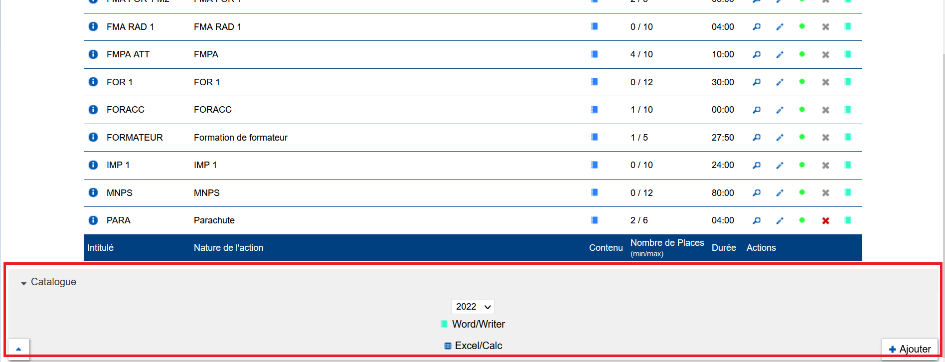 FMA RAD 1 FMA RAD 1 0 / 10 04:00
FMPA ATT FMPA 4 / 10 10:00
FOR 1 FOR 1 0 / 12 30:00
FORACC FORACC 1 / 10 00:00
FORMATEUR Formation de formateur 1 / 5 27:50
IMP 1 IMP 1 0 / 10 24:00
MNPS MNPS 0 / 12 80:00
PARA Parachute 2 / 6 04:00
Intitulé Nature de l'action Contenu Nombre de Places (min/max) Durée Actions
Catalogue
2022
Word/Writer
Excel/Calc
Ajouter